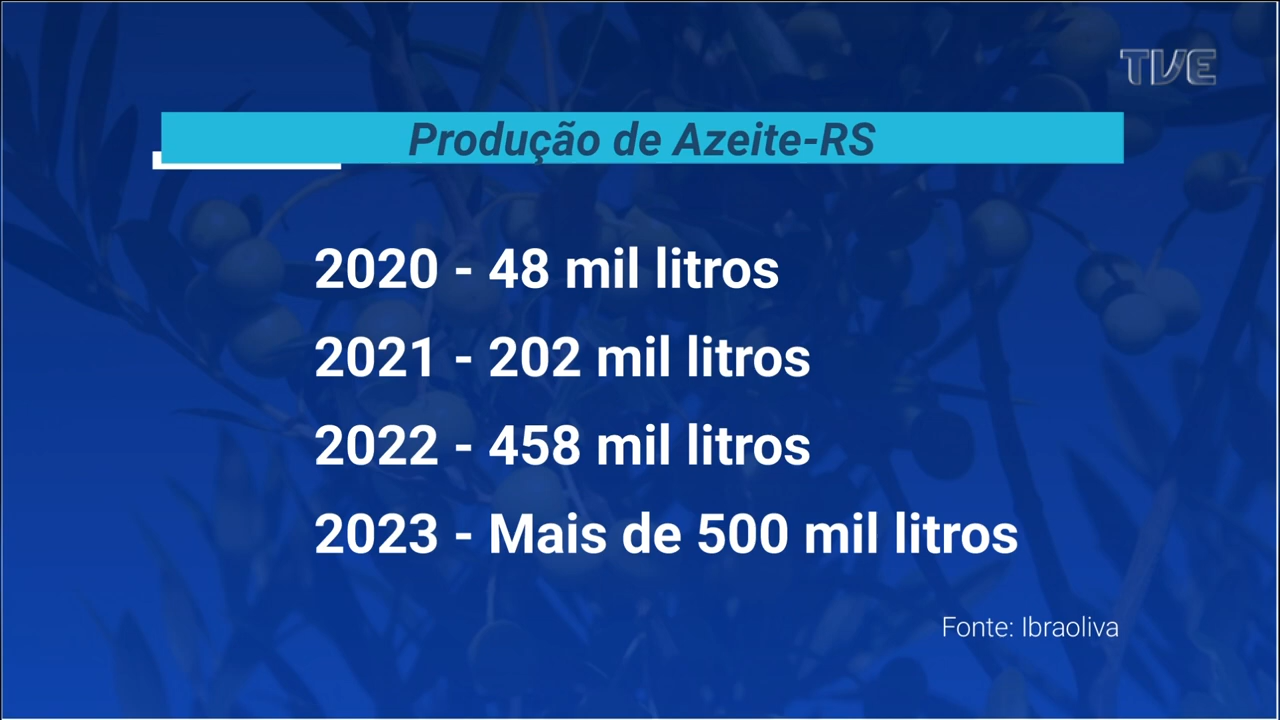 TVE
Produção de Azeite-RS
2020 - 48 mil litros
2021 - 202 mil litros
2022 - 458 mil litros
2023 - Mais de 500 mil litros
Fonte: Ibraoliva